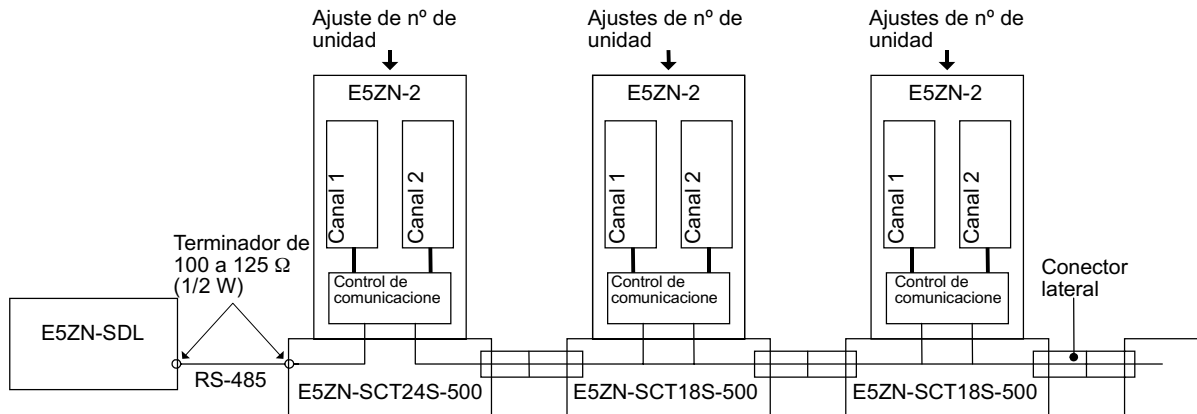 Ajuste de nº de
unidad
Ajustes de nº de
unidad
Ajustes de nº de
unidad
E5ZN-2
E5ZN-2
E5ZN-2
Canal 1
Canal 2
Canal 1
Canal 2
Canal 1
Canal 2
Terminador de
100 a 125 Ω
(1/2 W)
Control de
comunicacione
Control de
comunicacione
Control de
comunicacione
Conector
lateral
E5ZN-SDL
RS-485
E5ZN-SCT24S-500
E5ZN-SCT18S-500
E5ZN-SCT18S-500